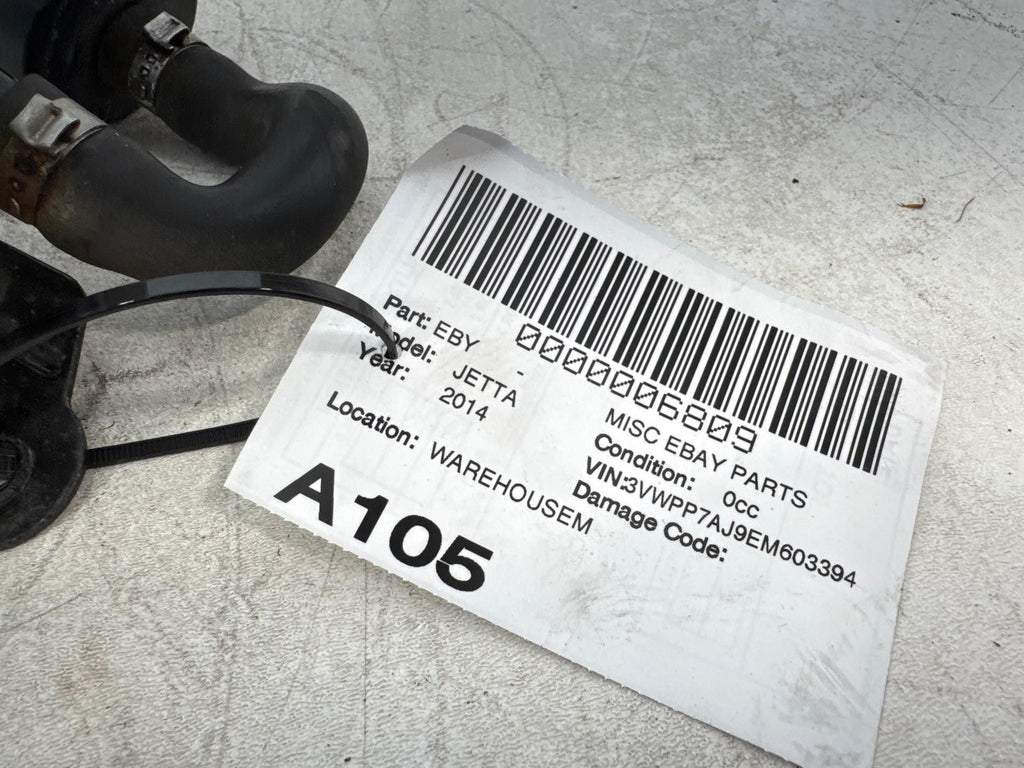 0000006809
Part: EBY - MISC EBAY PARTS
Model: JETTA Condition: 0cc
Year: 2014 VIN:3VWPP7AJ9EM603394
Damage Code:
Location: WAREHOUSEM
A105